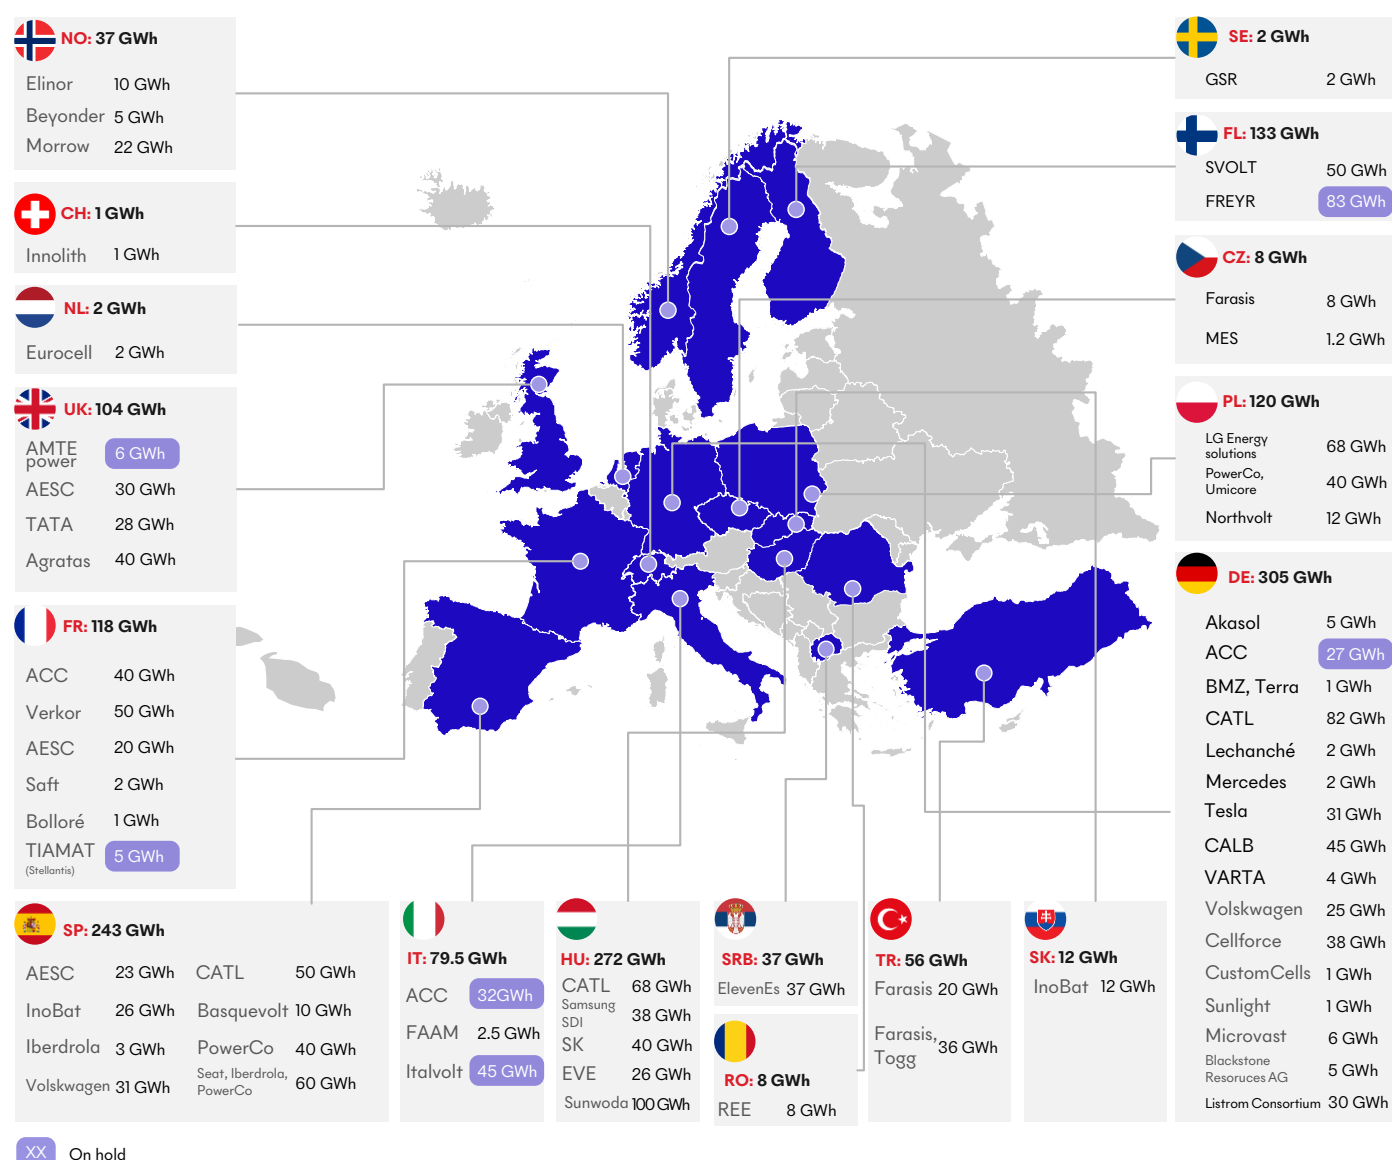 NO: 37 GWh
Elinor 10 GWh
Beyonder 5 GWh
Morrow 22 GWh
CH: 1 GWh
Innolith 1 GWh
NL: 2 GWh
Eurocell 2 GWh
UK: 104 GWh
AMTE
power 6 GWh
AESC 30 GWh
TATA 28 GWh
Agratas 40 GWh
FR: 118 GWh
ACC 40 GWh
Verkor 50 GWh
AESC 20 GWh
Saft 2 GWh
Bolloré 1 GWh
TIAMAT 5 GWh
(Stellantis)
SP: 243 GWh
AESC 23 GWh CATL 50 GWh
InoBat 26 GWh Basquevolt 10 GWh
Iberdrola 3 GWh PowerCo 40 GWh
Volskwagen 31 GWh Seat, Iberdrola,
PowerCo 60 GWh
IT: 79.5 GWh
ACC 32GWh
FAAM 2.5 GWh
Italvolt 45 GWh
HU: 272 GWh
CATL 68 GWh
Samsung
SDI 38 GWh
SK 40 GWh
EVE 26 GWh
Sunwoda 100 GWh
SRB: 37 GWh
ElevenEs 37 GWh
RO: 8 GWh
REE 8 GWh
TR: 56 GWh
Farasis 20 GWh
Farasis,
Togg 36 GWh
SK: 12 GWh
InoBat 12 GWh
SE: 2 GWh
GSR 2 GWh
FL: 133 GWh
SVOLT 50 GWh
FREYR 83 GWh
CZ: 8 GWh
Farasis 8 GWh
MES 1.2 GWh
PL: 120 GWh
LG Energy
solutions 68 GWh
PowerCo,
Umicore 40 GWh
Northvolt 12 GWh
DE: 305 GWh
Akasol 5 GWh
ACC 27 GWh
BMZ, Terra 1 GWh
CATL 82 GWh
Lechanché 2 GWh
Mercedes 2 GWh
Tesla 31 GWh
CALB 45 GWh
VARTA 4 GWh
Volskwagen 25 GWh
Cellforce 38 GWh
CustomCells 1 GWh
Sunlight 1 GWh
Microvast 6 GWh
Blackstone
Resoruces AG 5 GWh
Listrom Consortium 30 GWh
XX On hold